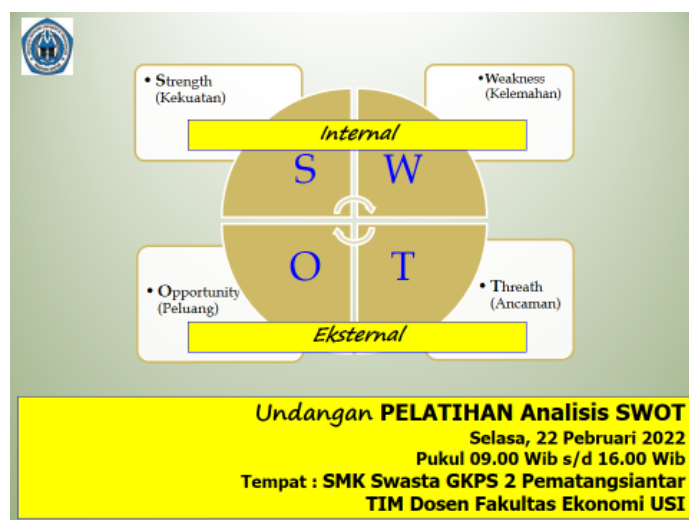 • Strength
(Kekuatan)
•Weakness
(Kelemahan)
Internal
S W
O T
• Opportunity
(Peluang)
• Threath
(Ancaman)
Eksternal
Undangan PELATIHAN Analisis SWOT
Selasa, 22 Pebruari 2022
Pukul 09.00 Wib s/d 16.00 Wib
Tempat : SMK Swasta GKPS 2 Pematangsiantar
TIM Dosen Fakultas Ekonomi USI